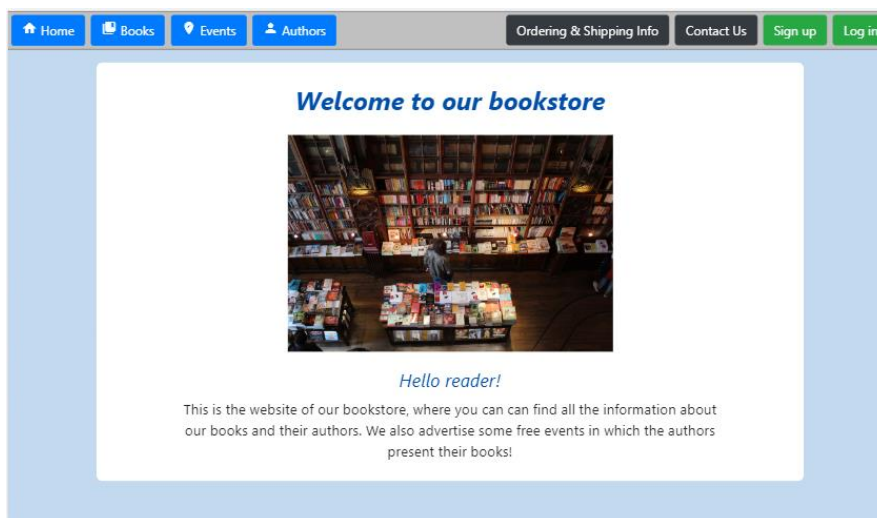 Home Books Events Authors Ordering & Shipping Info Contact Us Sign up Log in
Welcome to our bookstore
Hello reader!
This is the website of our bookstore, where you can can find all the information about
our books and their authors. We also advertise some free events in which the authors
present their books!